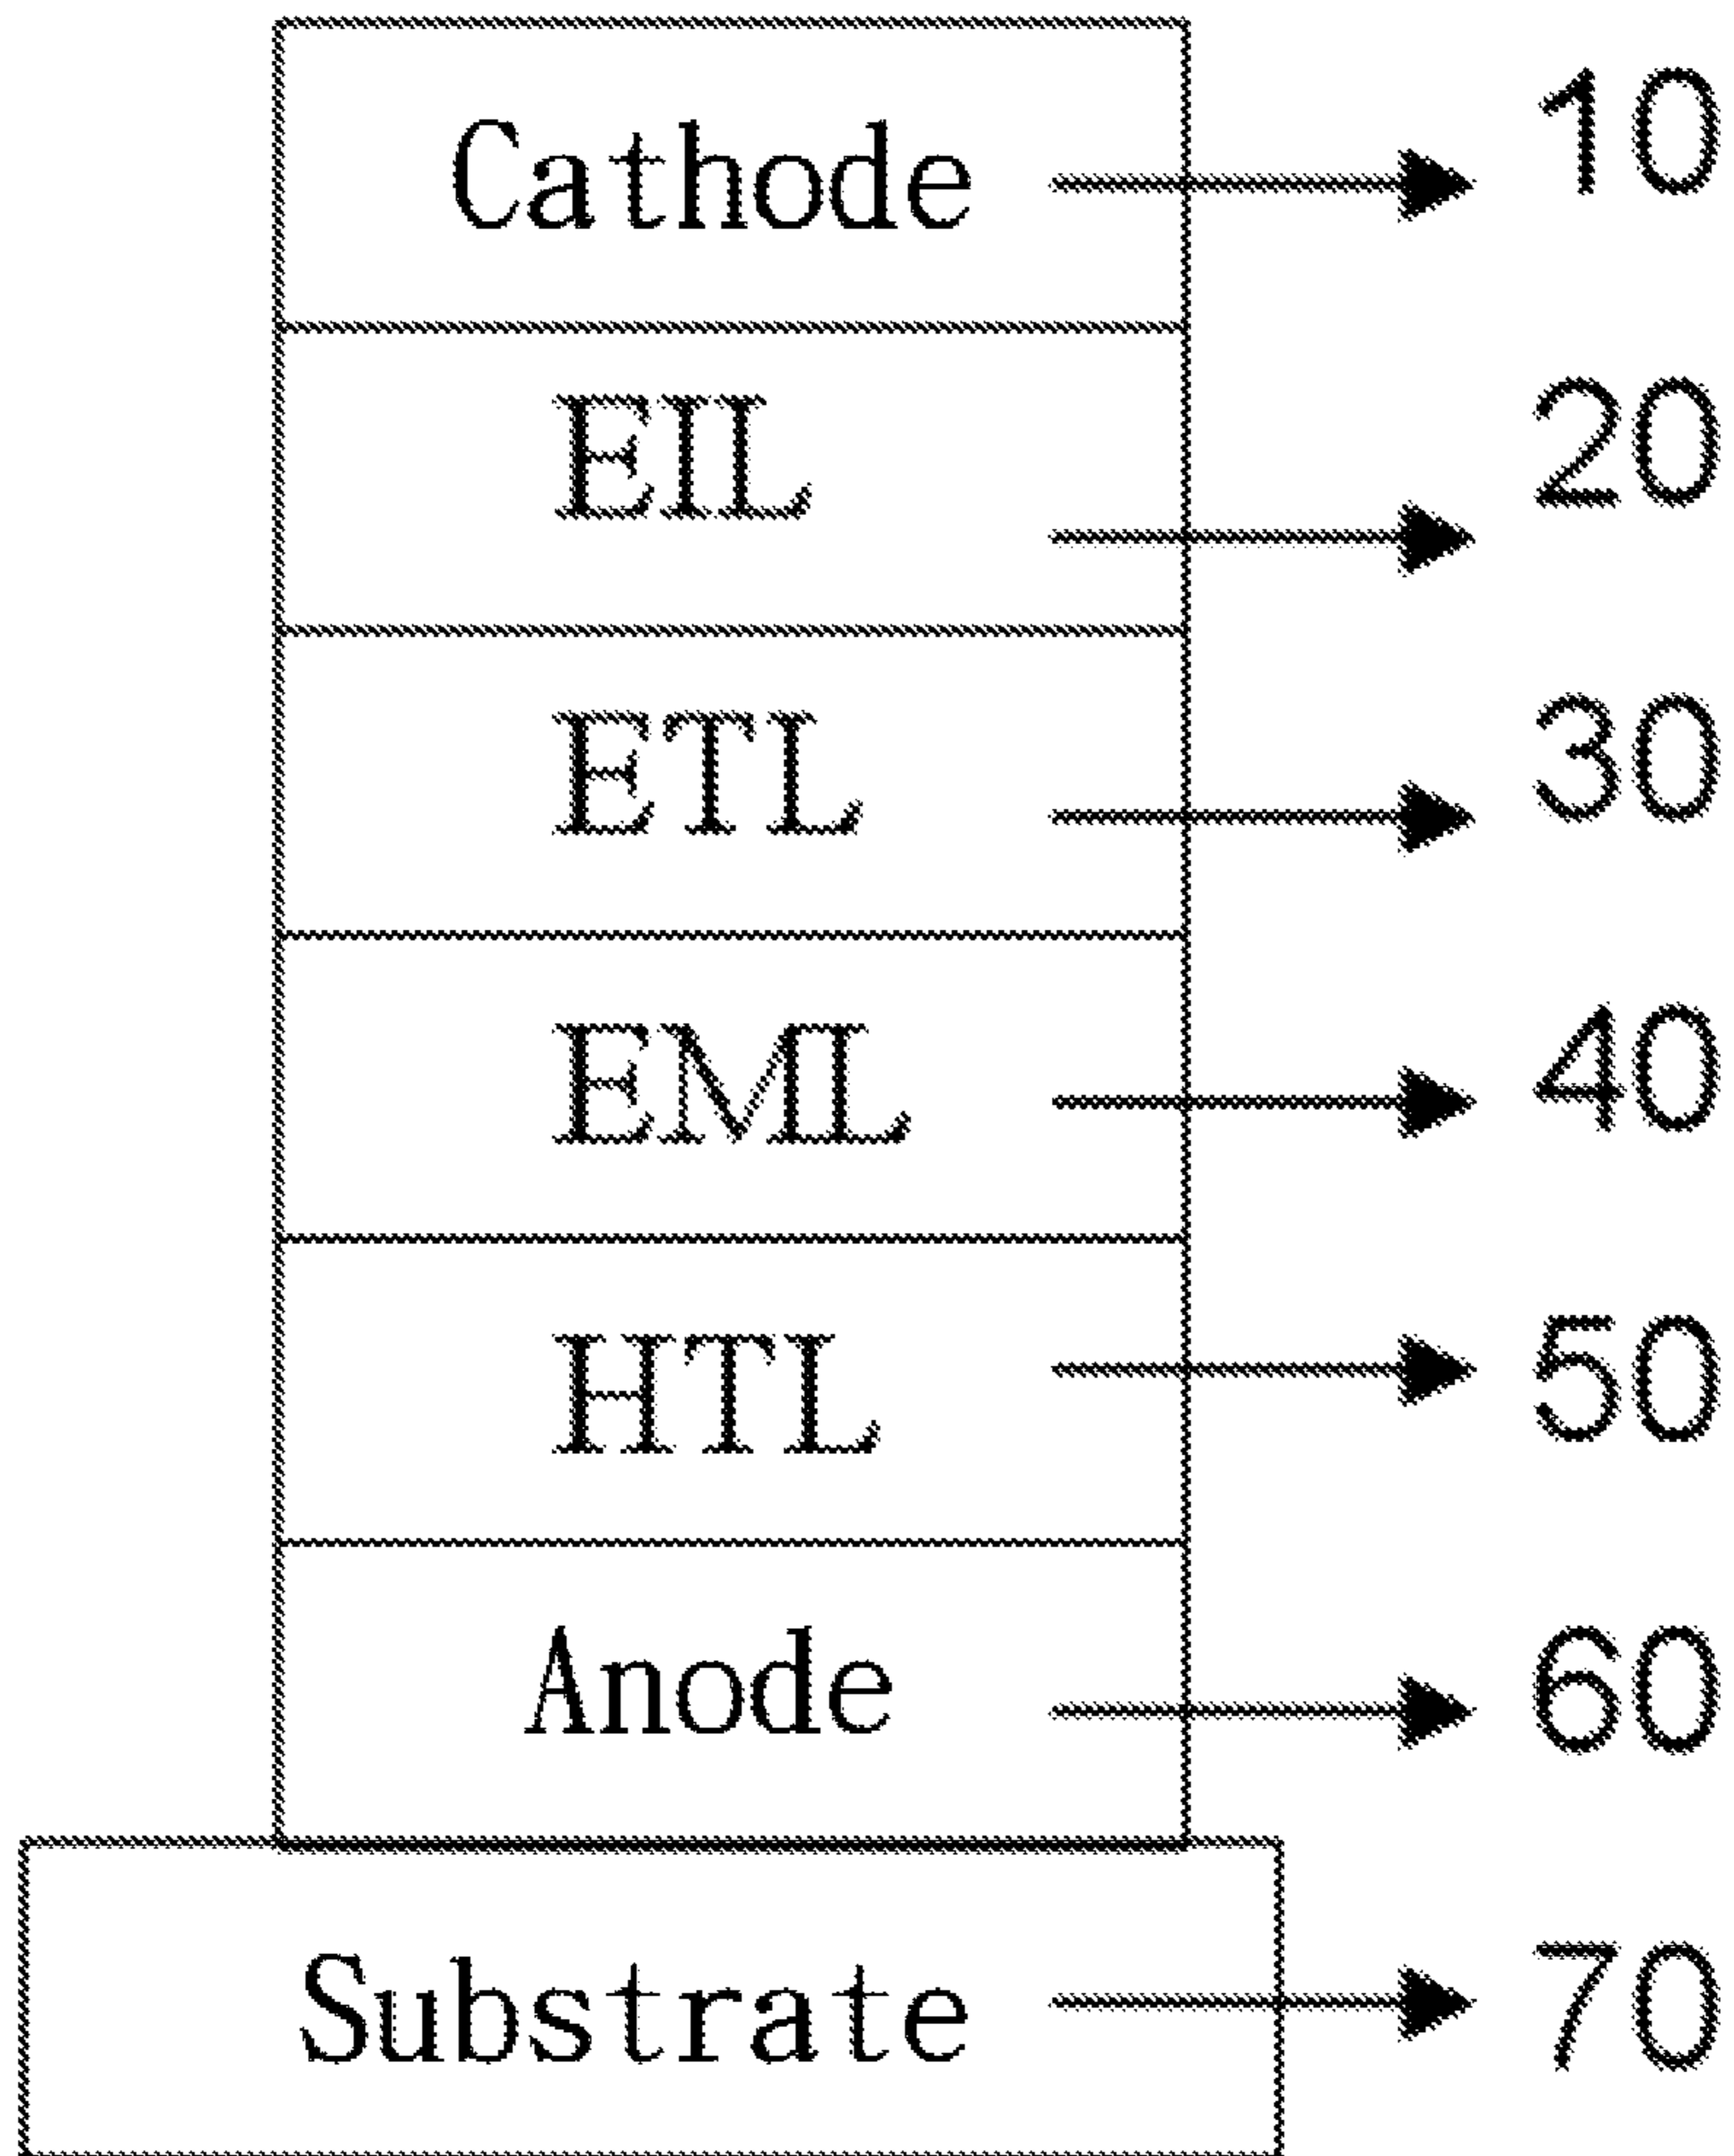 Cathode 10
EIL 20
ETL 30
EML 40
HTL 50
Anode 60
Substrate 70